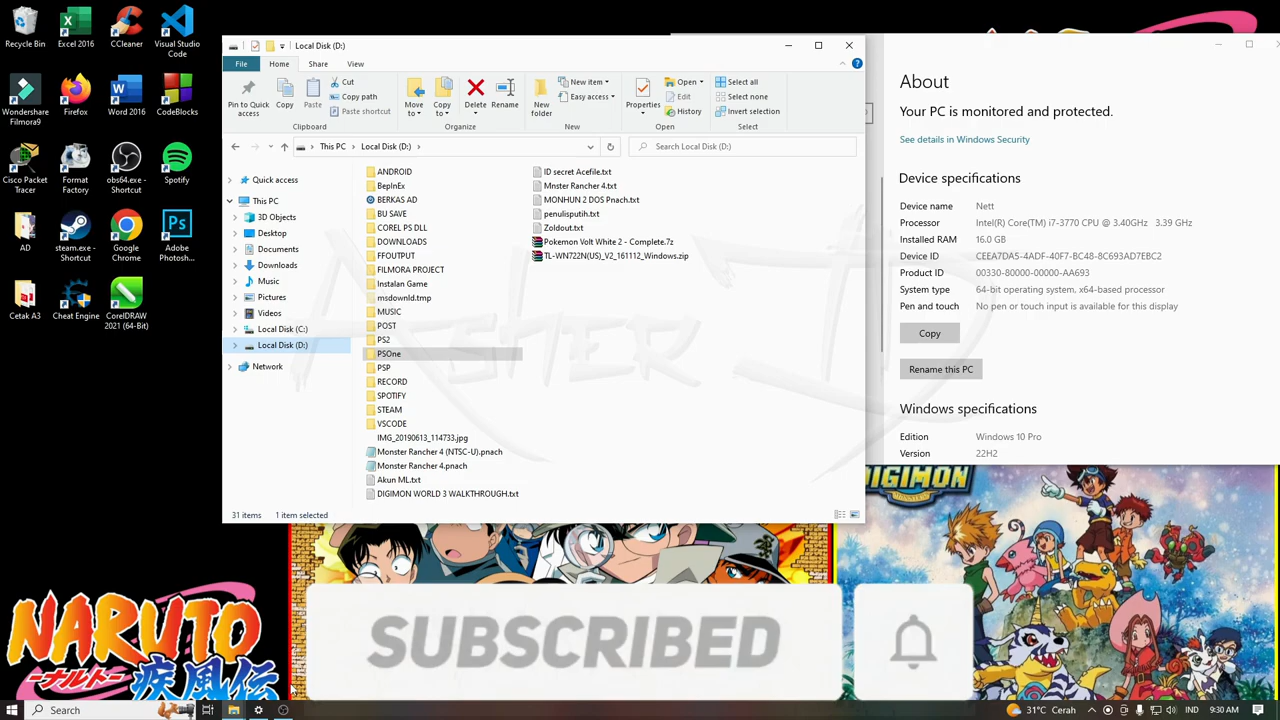 Recycle Bin
Excel 2016
CCleaner
Visual Studio
Code
Wondershare
Filmora9
Firefox
Word 2016
CodeBlocks
Cisco Packet
Tracer
Format
Factory
obs64.exe -
Shortcut
Spotify
AD
steam.exe -
Shortcut
Google
Chrome
Adobe
Photosh...
Cetak A3
Cheat Engine
CorelDRAW
2021 (64-Bit)
Local Disk (D:)
File
Home
Share
View
Pin to Quick
access
Copy
Paste
Cut
Copy path
Paste shortcut
Clipboard
Move
to
Copy
to
Delete
Rename
Organize
New
folder
New item
Easy access
New
Properties
Open
Edit
History
Open
Select all
Select none
Invert selection
Select
This PC
Local Disk (D:)
Search Local Disk (D:)
Quick access
This PC
3D Objects
Desktop
Documents
Downloads
Music
Pictures
Videos
Local Disk (C:)
Local Disk (D:)
Network
ANDROID
BepInEx
BERKAS AD
BU SAVE
COREL PS DLL
DOWNLOADS
FFOUTPUT
FILMORA PROJECT
Instalan Game
msdownld.tmp
MUSIC
POST
PS2
PSOne
PSP
RECORD
SPOTIFY
STEAM
VSCODE
IMG_20190613_114733.jpg
Monster Rancher 4 (NTSC-U).pnach
Monster Rancher 4.pnach
Akun ML.txt
DIGIMON WORLD 3 WALKTHROUGH.txt
ID secret Acefile.txt
Mnster Rancher 4.txt
MONHUN 2 DOS Pnach.txt
penulisputih.txt
Zoldout.txt
Pokemon Volt White 2 - Complete.7z
TL-WN722N(US)_V2_161112_Windows.zip
31 items
1 item selected
About
Your PC is monitored and protected.
See details in Windows Security
Device specifications
Device name Nett
Processor Intel(R) Core(TM) i7-3770 CPU @ 3.40GHz 3.39 GHz
Installed RAM 16.0 GB
Device ID CEEA7DA5-4ADF-40F7-BC48-8C693AD7EBC2
Product ID 00330-80000-00000-AA693
System type 64-bit operating system, x64-based processor
Pen and touch No pen or touch input is available for this display
Copy
Rename this PC
Windows specifications
Edition Windows 10 Pro
Version 22H2
DIGIMON
MONSTER
NARUTO
-ナルト-
疾風伝
SUBSCRIBED
Search
31°C Cerah
IND
9:30 AM